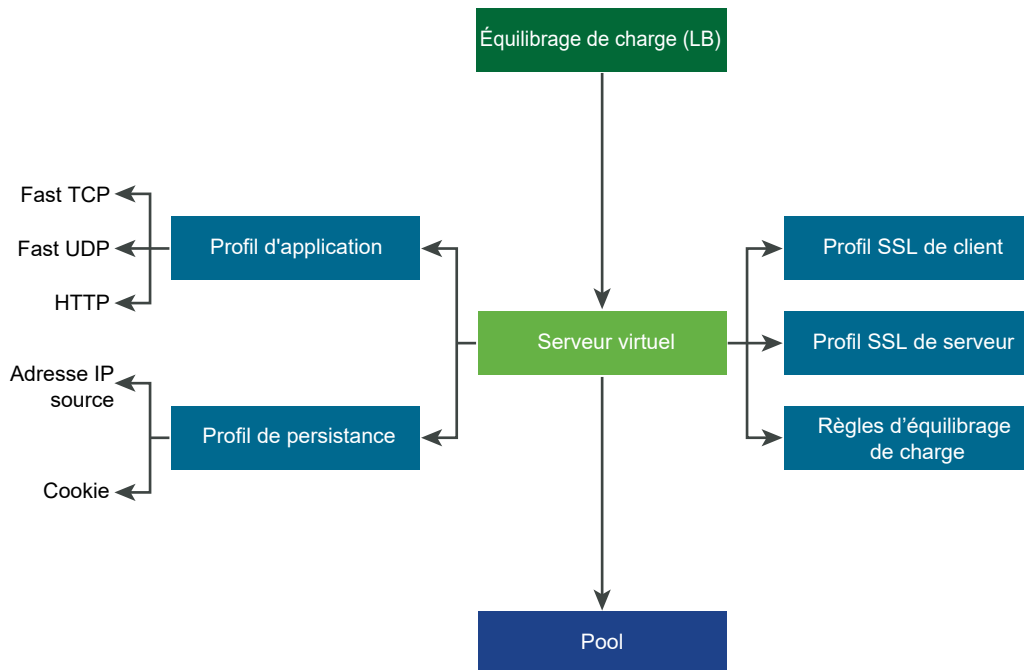 Équilibrage de charge (LB)
Fast TCP
Fast UDP
HTTP
Profil d'application
Adresse IP
source
Cookie
Profil de persistance
Serveur virtuel
Profil SSL de client
Profil SSL de serveur
Règles d’équilibrage
de charge
Pool